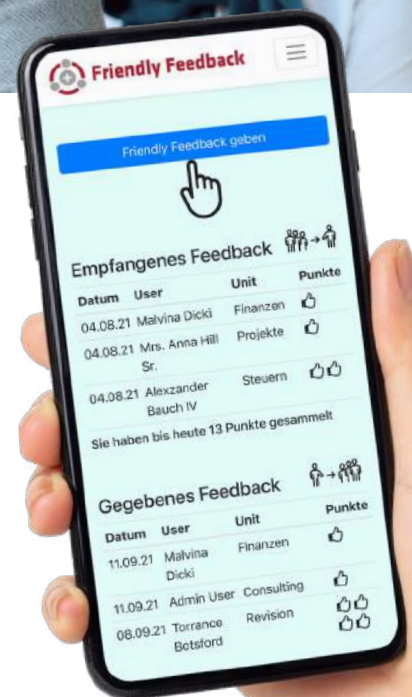 Friendly Feedback
Friendly Feedback geben
Empfangenes Feedback
Datum User Unit Punkte
04.08.21 Malvina Dicki Finanzen
04.08.21 Mrs. Anna Hill Projekte
Sr.
04.08.21 Alexzander Steuern
Bauch IV
Sie haben bis heute 13 Punkte gesammelt
Gegebenes Feedback
Datum User Unit Punkte
11.09.21 Malvina Finanzen
Dicki
11.09.21 Admin User Consulting
08.09.21 Torrance Revision
Botsford